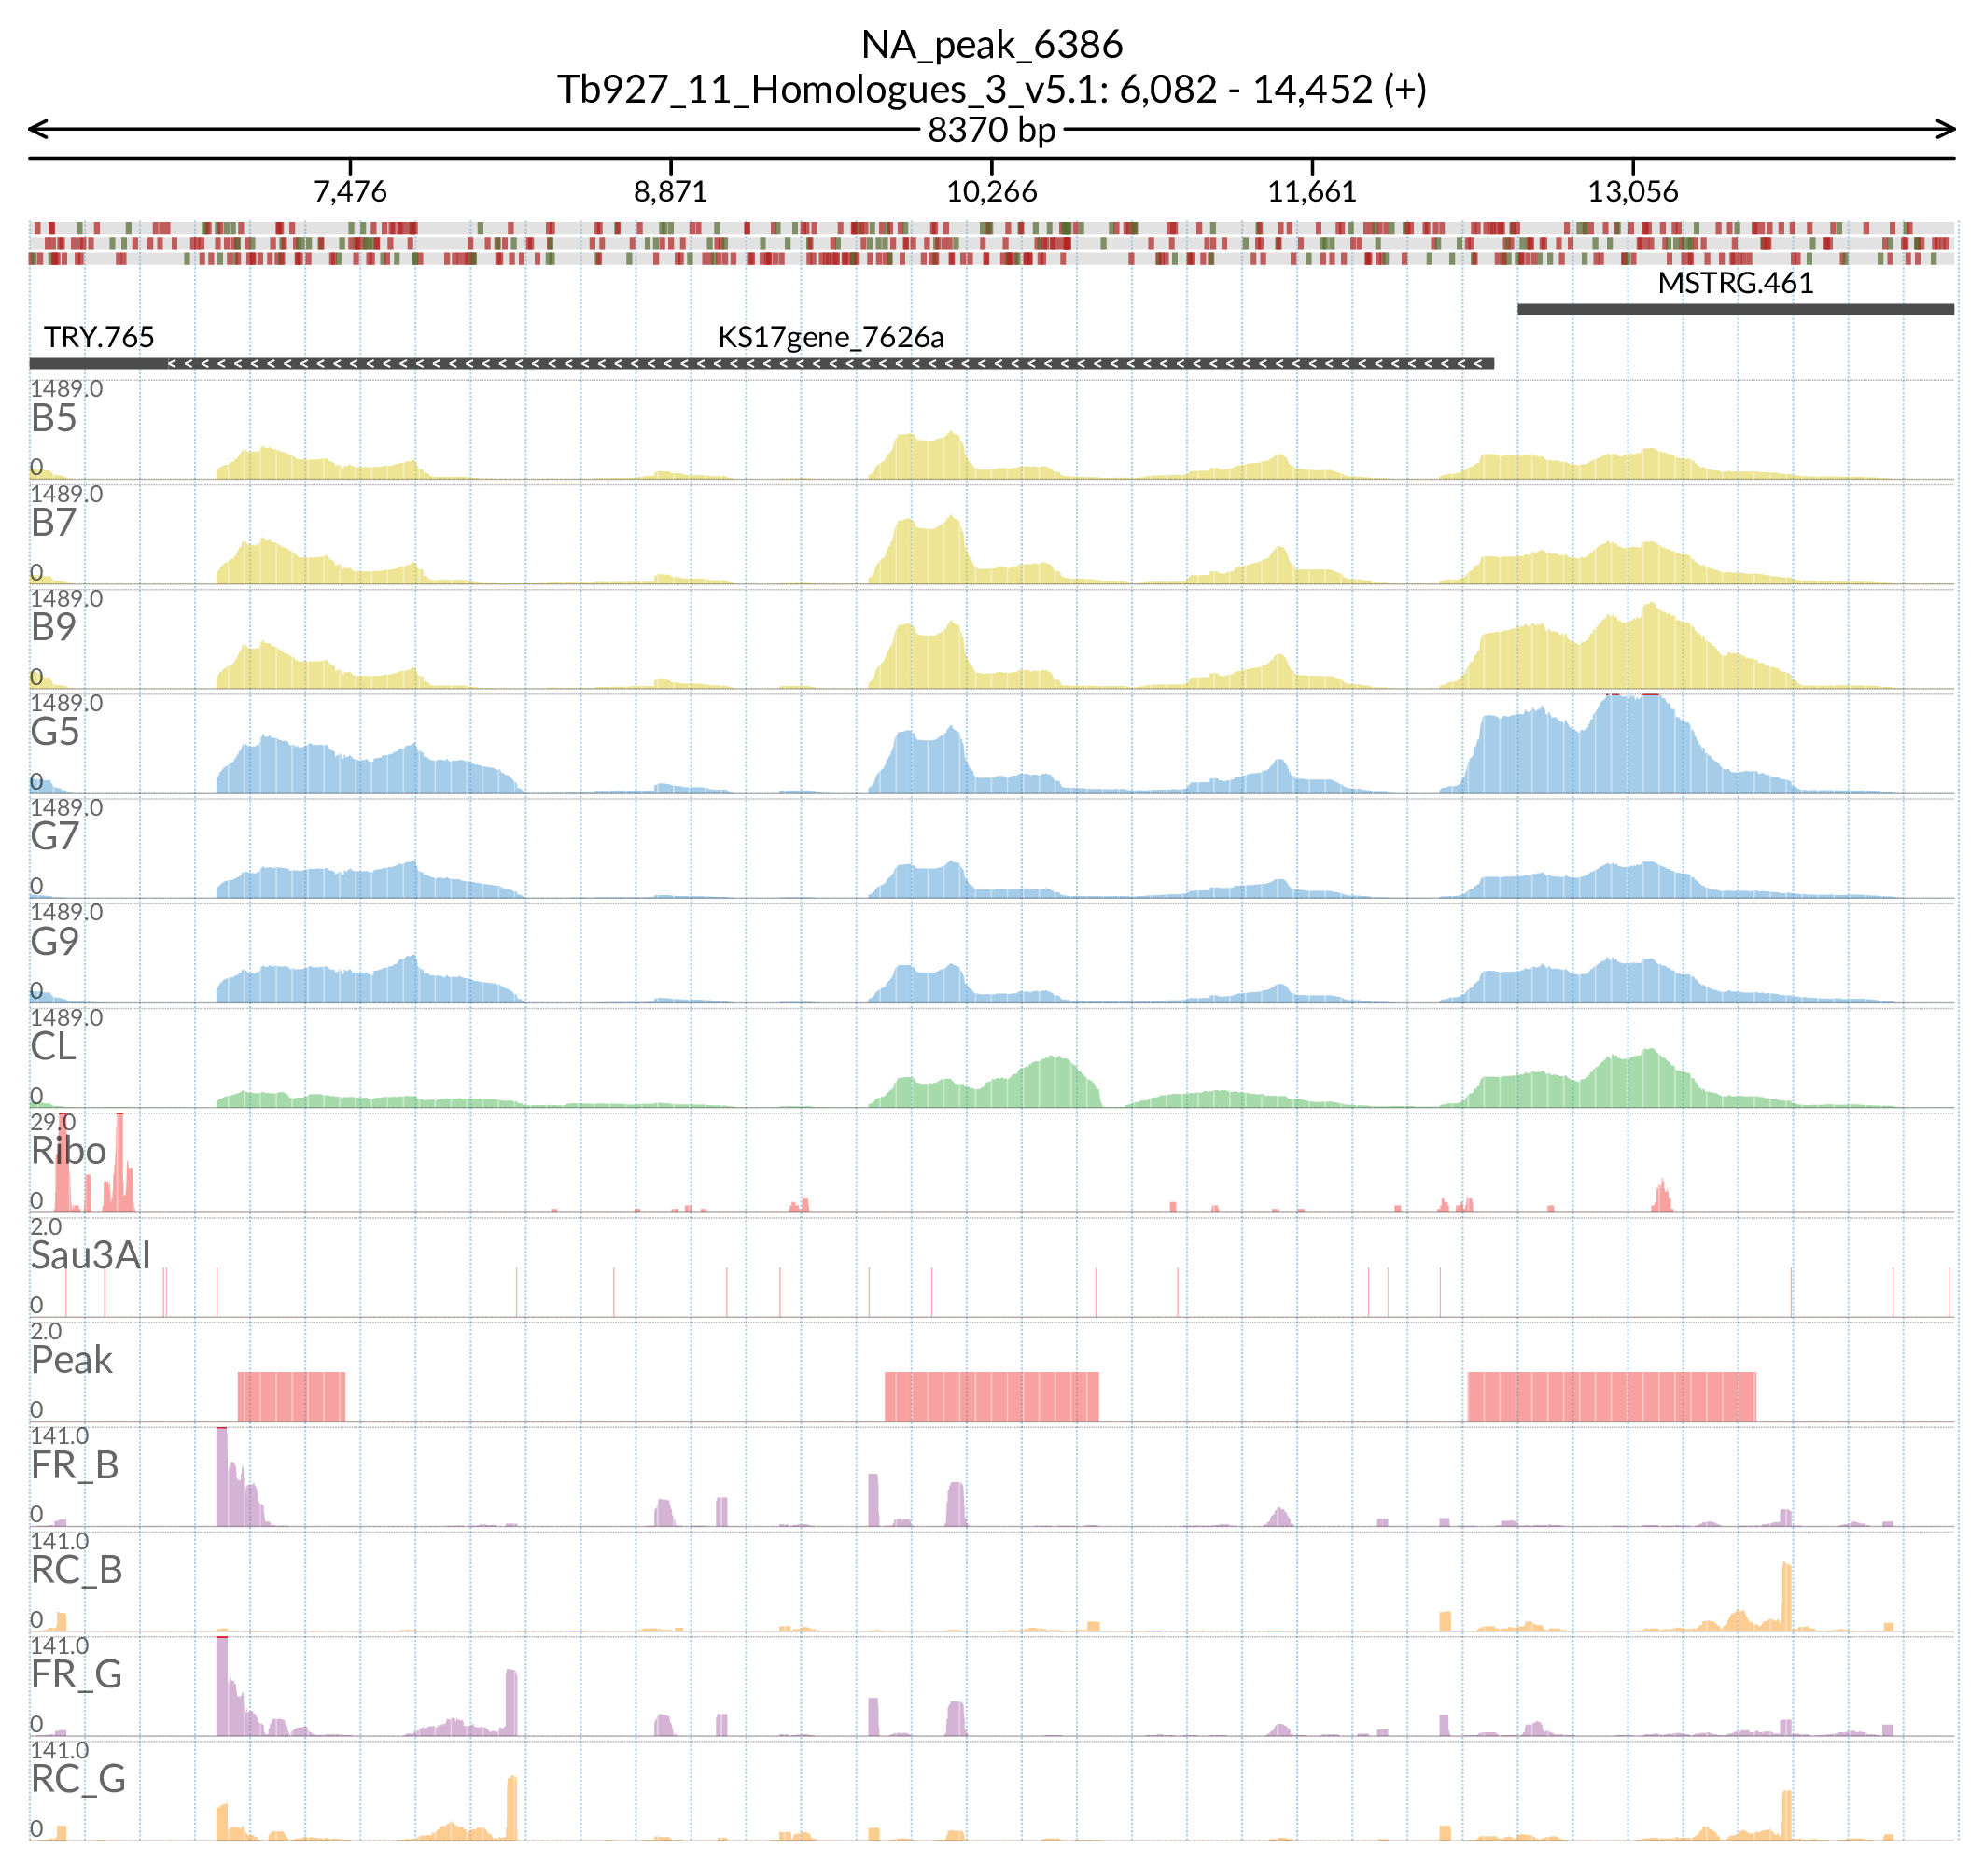 NA_peak_6386
Tb927_11_Homologues_3_v5.1: 6,082 - 14,452 (+)
8370 bp
7,476 8,871 10,266 11,661 13,056
MSTRG.461
TRY.765 KS17gene_7626a
1489.0
B5
0
1489.0
B7
0
1489.0
B9
0
1489.0
G5
0
1489.0
G7
0
1489.0
G9
0
1489.0
CL
0
29.0
Ribo
0
2.0
Sau3AI
0
2.0
Peak
0
141.0
FR_B
0
141.0
RC_B
0
141.0
FR_G
0
141.0
RC_G
0